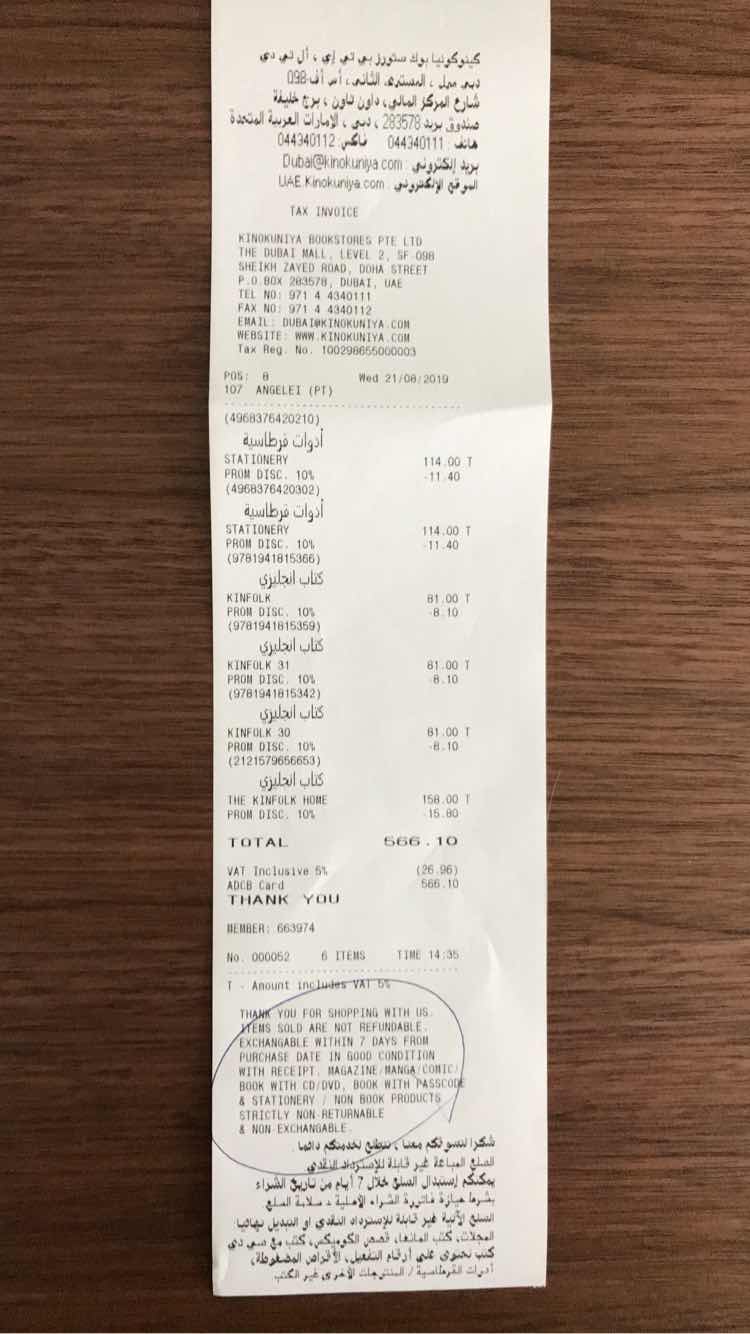 كينوكونيا بوك ستورز بي تي إي ، أل تي دي
دبي مول ، المستوى الثاني ، أس أف-098
شارع المركز المالي، داون تاون ، برج خليفة
صندوق بريد 283578 ، دبي ، الإمارات العربية المتحدة
هاتف : 044340111 فاكس: 044340112
بريد إلكتروني : Dubai@kinokuniya.com
الموقع الإلكتروني : UAE.Kinokuniya.com
TAX INVOICE
KINOKUNIYA BOOKSTORES PTE LTD
THE DUBAI MALL, LEVEL 2, SF-098
SHEIKH ZAYED ROAD, DOHA STREET
P.O.BOX 283578, DUBAI, UAE
TEL NO: 971 4 4340111
FAX NO: 971 4 4340112
EMAIL: DUBAI@KINOKUNIYA.COM
WEBSITE: WWW.KINOKUNIYA.COM
Tax Reg. No. 100298655000003
POS: 8 Wed 21/08/2019
107 ANGELEI (PT)
(4968376420210)
أدوات قرطاسية
STATIONERY 114.00 T
PROM DISC. 10% -11.40
(4968376420302)
أدوات قرطاسية
STATIONERY 114.00 T
PROM DISC. 10% -11.40
(9781941815366)
كتاب انجليزي
KINFOLK 81.00 T
PROM DISC. 10% -8.10
(9781941815359)
كتاب انجليزي
KINFOLK 31 81.00 T
PROM DISC. 10% -8.10
(9781941815342)
كتاب انجليزي
KINFOLK 30 81.00 T
PROM DISC. 10% -8.10
(2121579656653)
كتاب انجليزي
THE KINFOLK HOME 158.00 T
PROM DISC. 10% -15.80
TOTAL 566.10
VAT Inclusive 5% (26.96)
ADCB Card 566.10
THANK YOU
MEMBER: 663974
No. 000052 6 ITEMS TIME 14:35
T - Amount includes VAT 5%
THANK YOU FOR SHOPPING WITH US.
ITEMS SOLD ARE NOT REFUNDABLE.
EXCHANGABLE WITHIN 7 DAYS FROM
PURCHASE DATE IN GOOD CONDITION
WITH RECEIPT. MAGAZINE/MANGA/COMIC/
BOOK WITH CD/DVD, BOOK WITH PASSCODE
& STATIONERY / NON BOOK PRODUCTS
STRICTLY NON-RETURNABLE
& NON-EXCHANGABLE.
شكرا لتسوقكم معنا ، نتطلع لخدمتكم دائما .
السلع المباعة غير قابلة للإسترداد النقدي
يمكنكم إستبدال السلع خلال 7 أيام من تاريخ الشراء
بشرط حيازة فاتورة الشراء الأصلية ، سلامة السلع
السلع الآتية غير قابلة للإسترداد النقدي او التبديل نهائيا
المجلات، كتب المانغا، قصص الكوميكس، كتب مع سي دي
كتب تحتوي على أرقام التفعيل، الأقراص المضغوطة،
أدوات القرطاسية / المنتوجات الأخرى غير الكتب